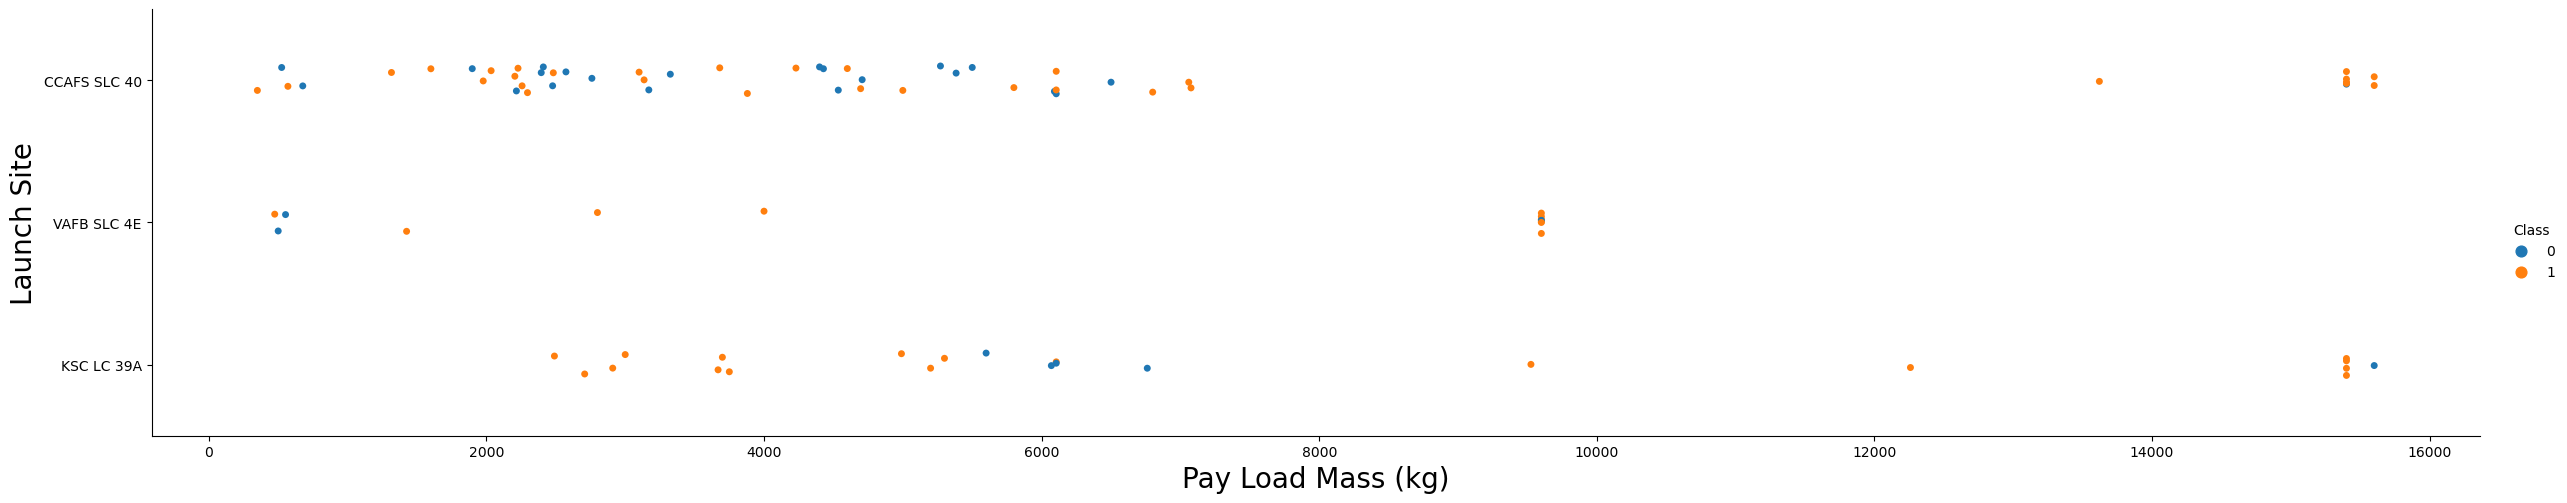 Launch Site
CCAFS SLC 40
VAFB SLC 4E
KSC LC 39A
0 2000 4000 6000 8000 10000 12000 14000 16000
Pay Load Mass (kg)
Class
0
1